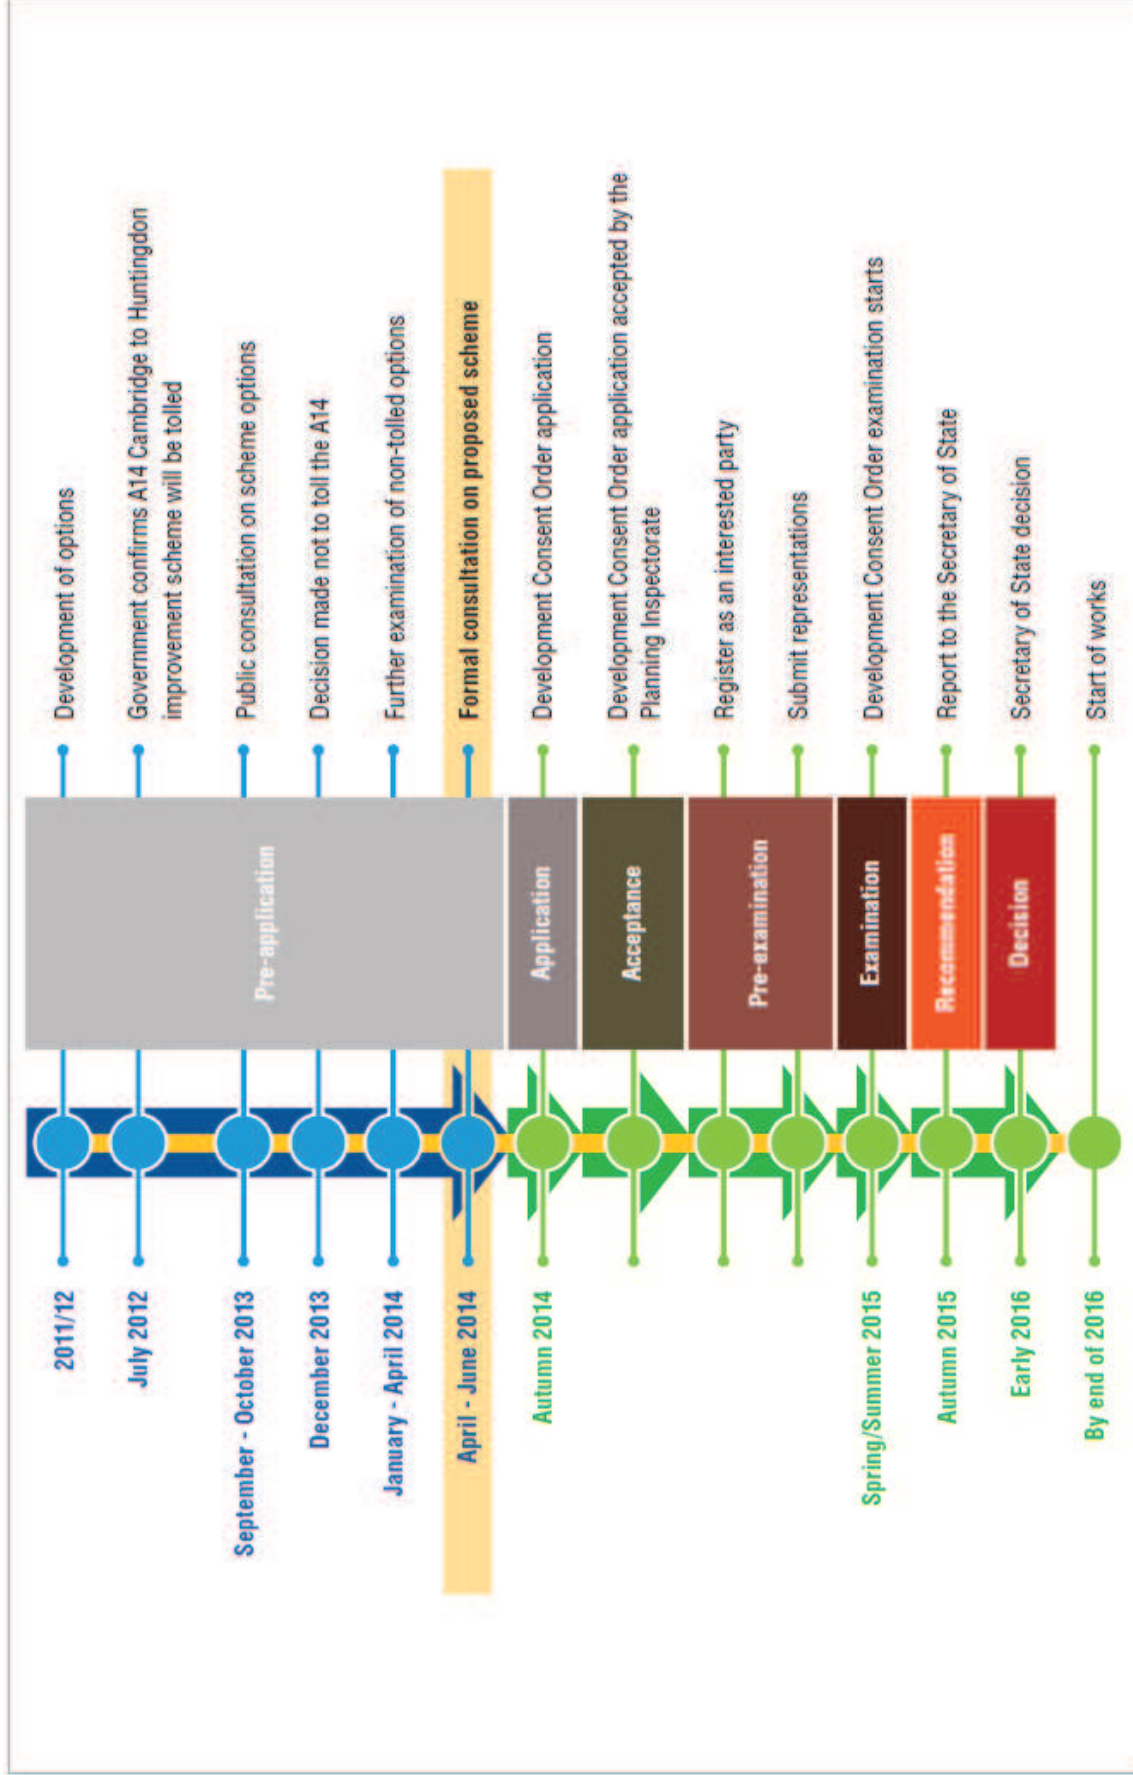 2011/12
Development of options
July 2012
Government confirms A14 Cambridge to Huntingdon
improvement scheme will be tolled
September - October 2013
Pre-application
Public consultation on scheme options
December 2013
Decision made not to toll the A14
January - April 2014
Further examination of non-tolled options
April - June 2014
Formal consultation on proposed scheme
Autumn 2014
Application
Development Consent Order application
Acceptance
Development Consent Order application accepted by the
Planning Inspectorate
Pre-examination
Register as an interested party
Submit representations
Spring/Summer 2015
Examination
Development Consent Order examination starts
Autumn 2015
Recommendation
Report to the Secretary of State
Early 2016
Decision
Secretary of State decision
By end of 2016
Start of works